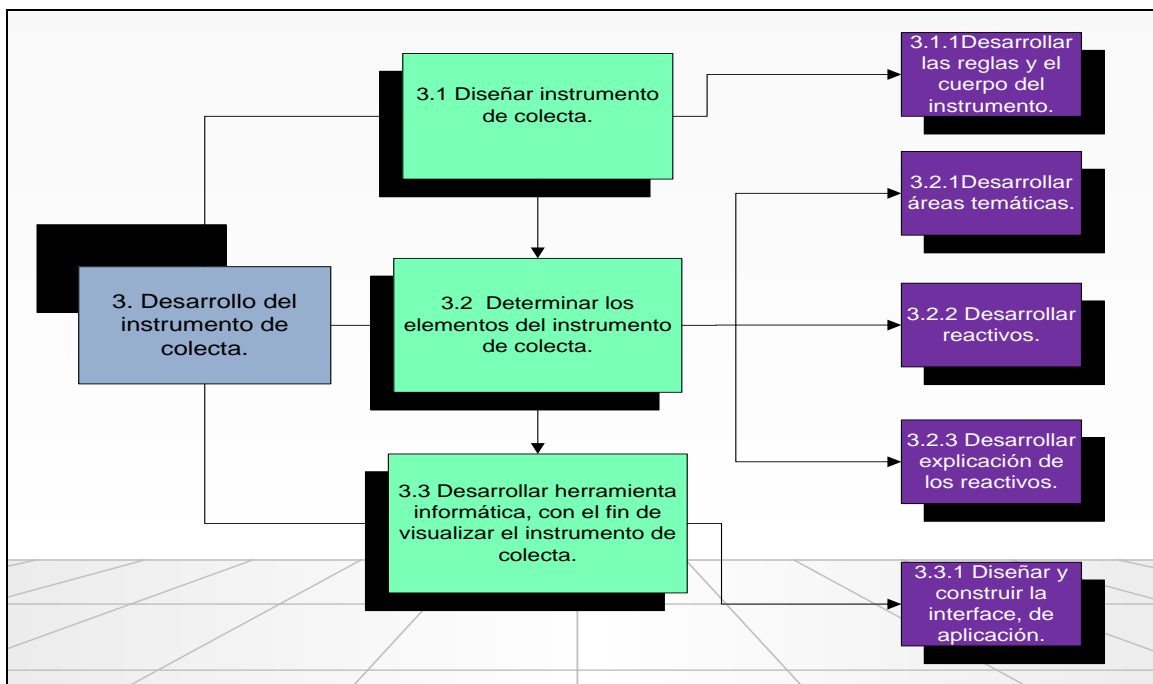 3.1 Diseñar instrumento
de colecta.
3.1.1Desarrollar
las reglas y el
cuerpo del
instrumento.
3.2.1Desarrollar
áreas temáticas.
3. Desarrollo del
instrumento de
colecta.
3.2  Determinar los
elementos del instrumento
de colecta.
3.2.2 Desarrollar
reactivos.
3.2.3 Desarrollar
explicación de
los reactivos.
3.3 Desarrollar herramienta
informática, con el fin de
visualizar el instrumento de
colecta.
3.3.1 Diseñar y
construir la
interface, de
aplicación.